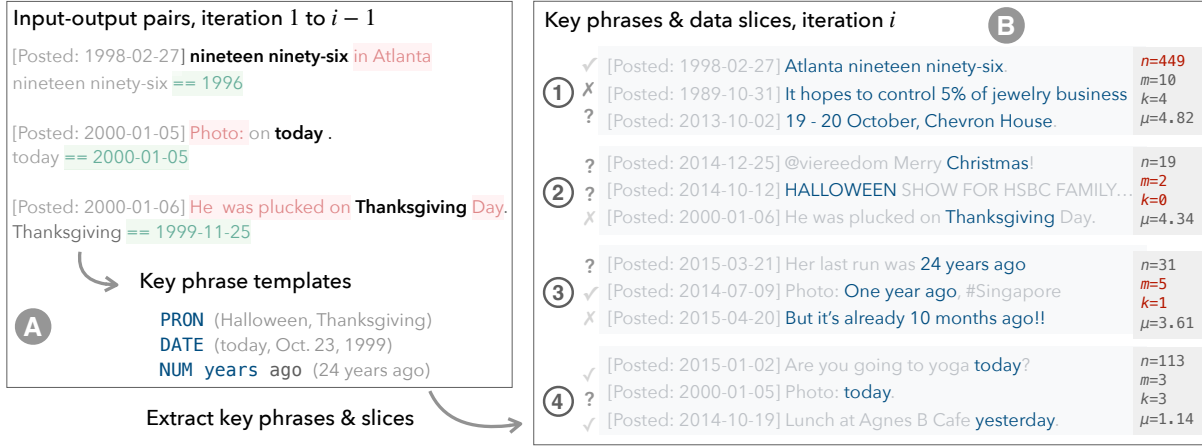 Input-output pairs, iteration 1 to i − 1
[Posted: 1998-02-27] nineteen ninety-six in Atlanta
nineteen ninety-six == 1996
[Posted: 2000-01-05] Photo: on today .
today == 2000-01-05
[Posted: 2000-01-06] He was plucked on Thanksgiving Day.
Thanksgiving == 1999-11-25
Key phrase templates
A
PRON (Halloween, Thanksgiving)
DATE (today, Oct. 23, 1999)
NUM years ago (24 years ago)
Extract key phrases & slices
Key phrases & data slices, iteration i
B
1
✓ [Posted: 1998-02-27] Atlanta nineteen ninety-six.
✗ [Posted: 1989-10-31] It hopes to control 5% of jewelry business
? [Posted: 2013-10-02] 19 - 20 October, Chevron House.
n=449
m=10
k=4
μ=4.82
2
? [Posted: 2014-12-25] @viereedom Merry Christmas!
? [Posted: 2014-10-12] HALLOWEEN SHOW FOR HSBC FAMILY...
✗ [Posted: 2000-01-06] He was plucked on Thanksgiving Day.
n=19
m=2
k=0
μ=4.34
3
? [Posted: 2015-03-21] Her last run was 24 years ago
✓ [Posted: 2014-07-09] Photo: One year ago, #Singapore
✗ [Posted: 2015-04-20] But it's already 10 months ago!!
n=31
m=5
k=1
μ=3.61
4
✓ [Posted: 2015-01-02] Are you going to yoga today?
? [Posted: 2000-01-05] Photo: today.
✓ [Posted: 2014-10-19] Lunch at Agnes B Cafe yesterday.
n=113
m=3
k=3
μ=1.14